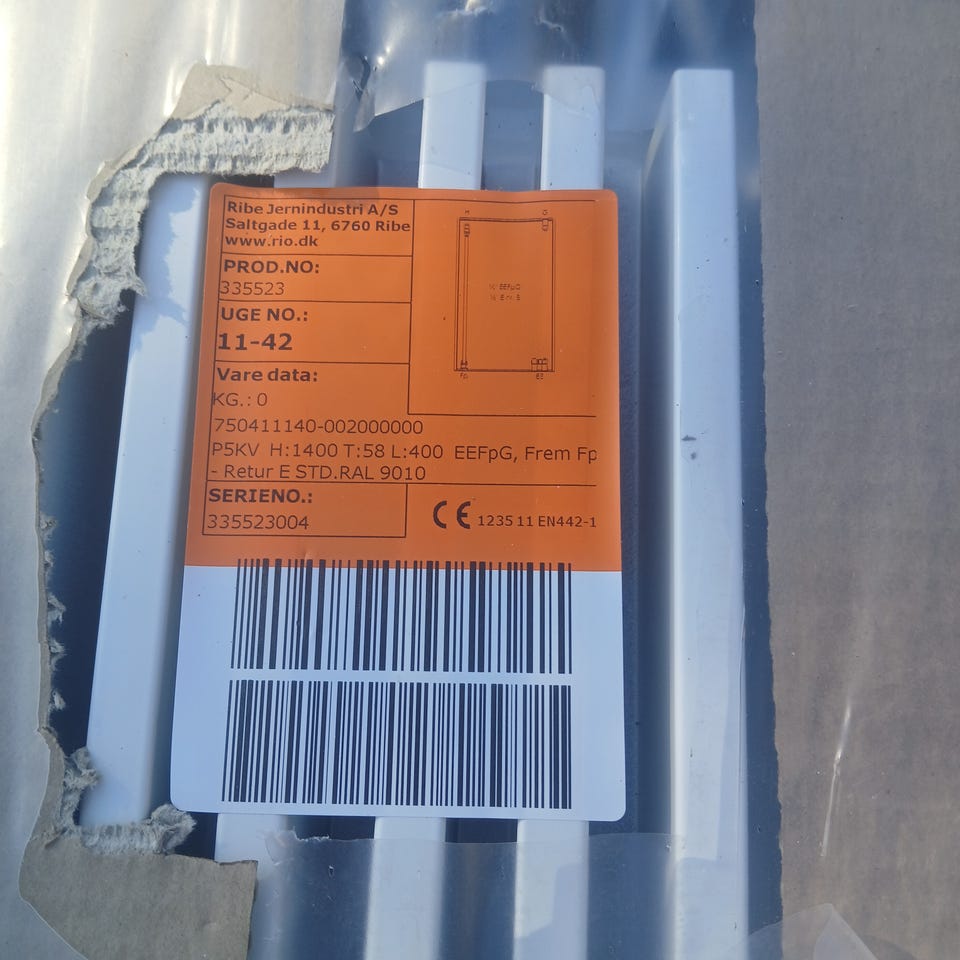 Ribe Jernindustri A/S
Saltgade 11, 6760 Ribe
www.rio.dk
PROD.NO:
335523
UGE NO.:
11-42
Vare data:
KG.: 0
H
G
Fp
EE
750411140-002000000
P5KV H:1400 T:58 L:400 EEFpG, Frem Fp
- Retur E STD.RAL 9010
SERIENO.:
335523004
CE 1235 11 EN442-1